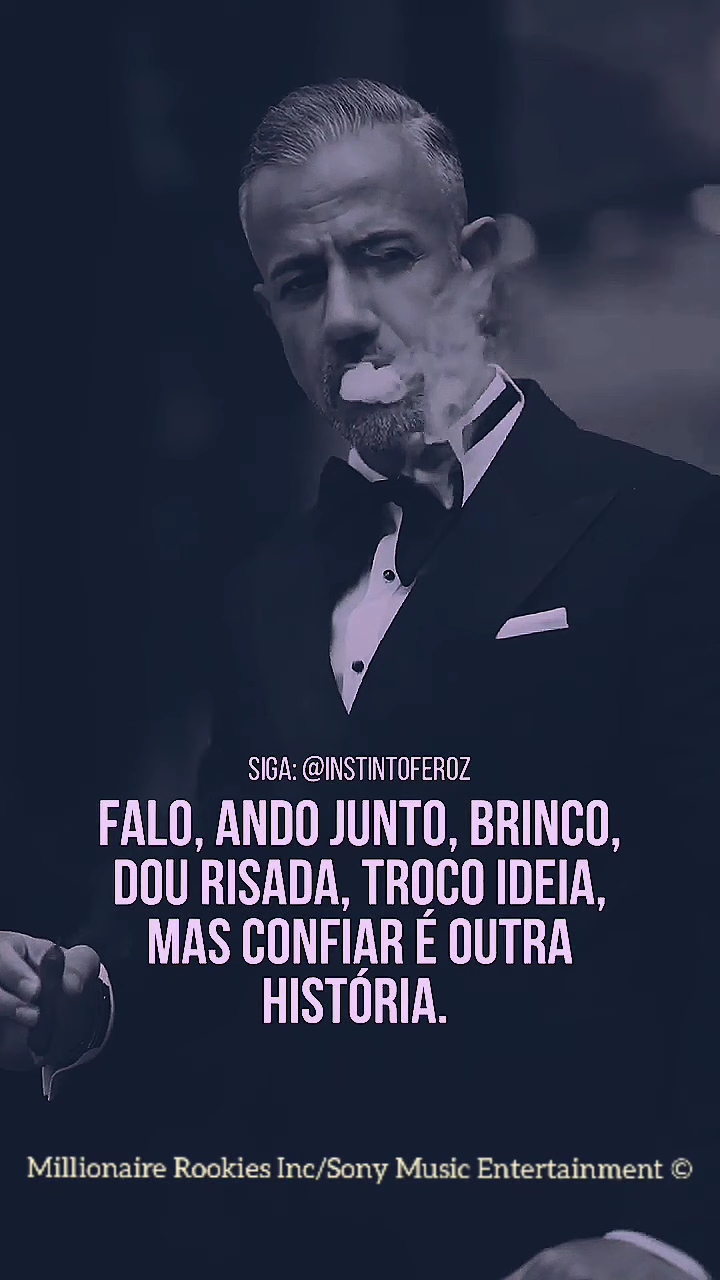 SIGA: @INSTINTOFEROZ
FALO, ANDO JUNTO, BRINCO,
DOU RISADA, TROCO IDEIA,
MAS CONFIAR É OUTRA
HISTÓRIA.
Millionaire Rookies Inc/Sony Music Entertainment ©